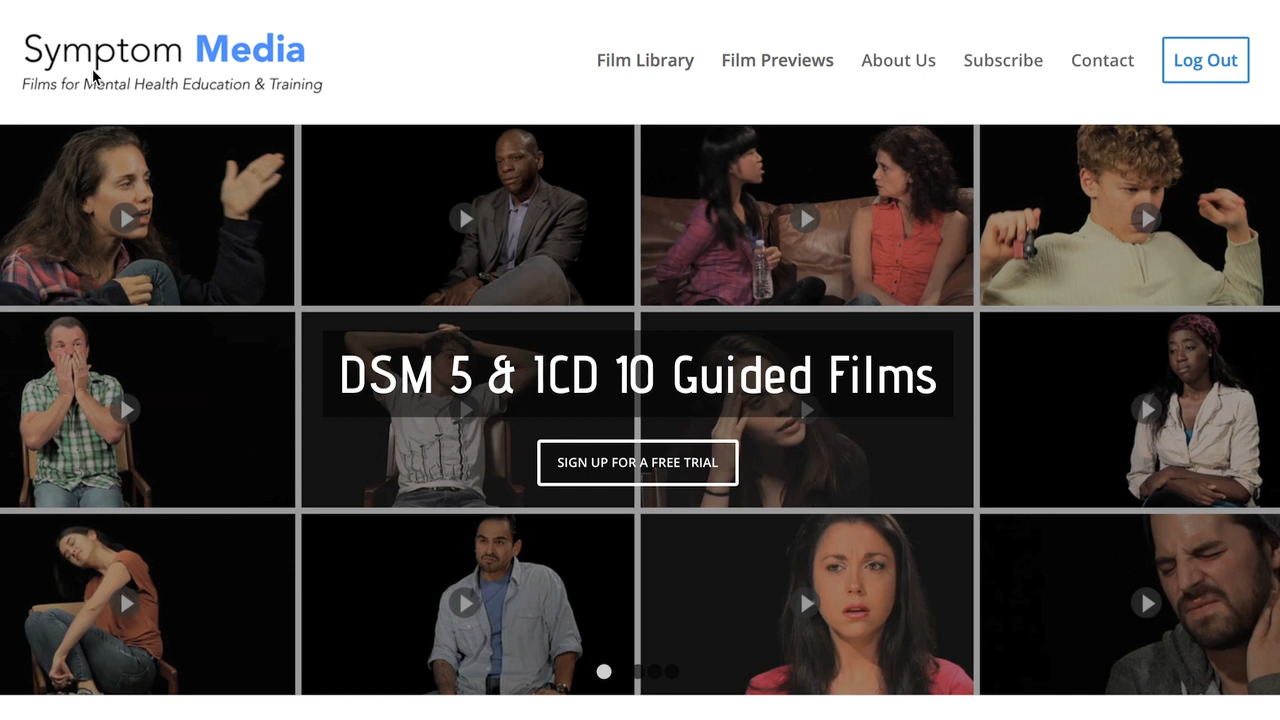 Symptom Media
Films for Mental Health Education & Training
Film Library
Film Previews
About Us
Subscribe
Contact
Log Out
DSM 5 & ICD 10 Guided Films
SIGN UP FOR A FREE TRIAL